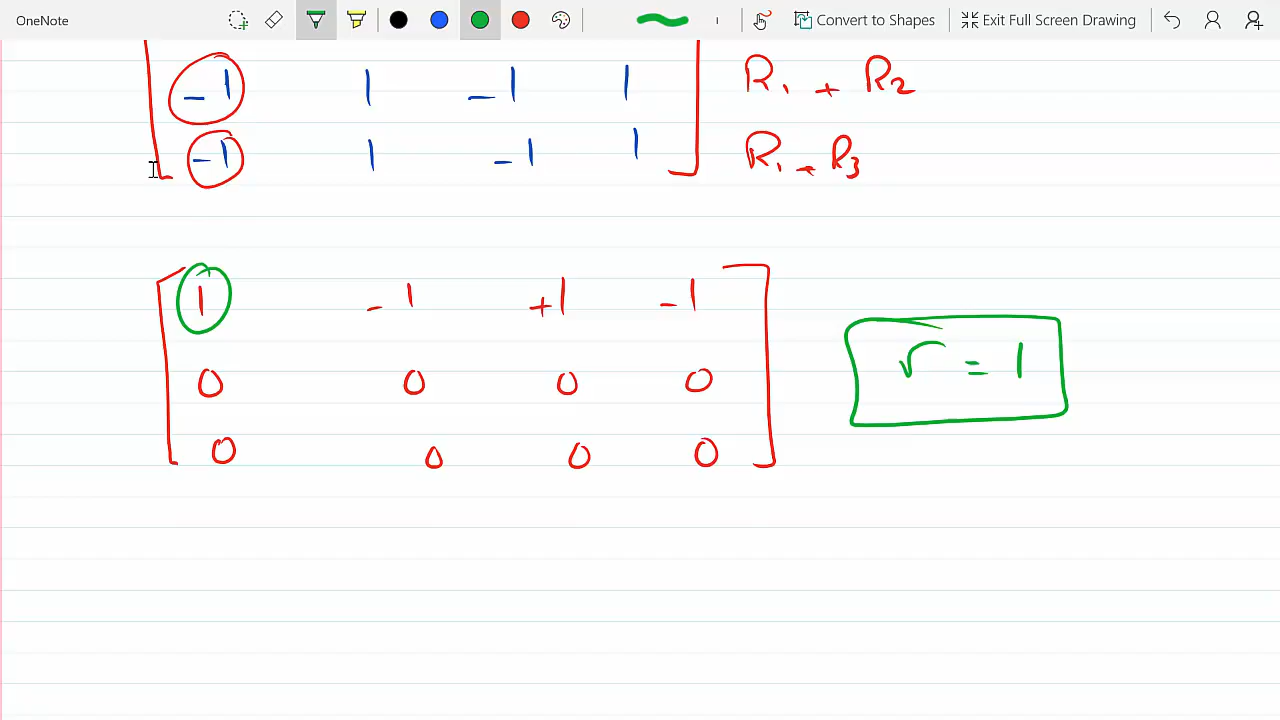 OneNote Convert to Shapes Exit Full Screen Drawing
-1 1 -1 1 R1 + R2
-1 1 -1 1 R1 + R3
1 -1 +1 -1
r = 1
0 0 0 0
0 0 0 0